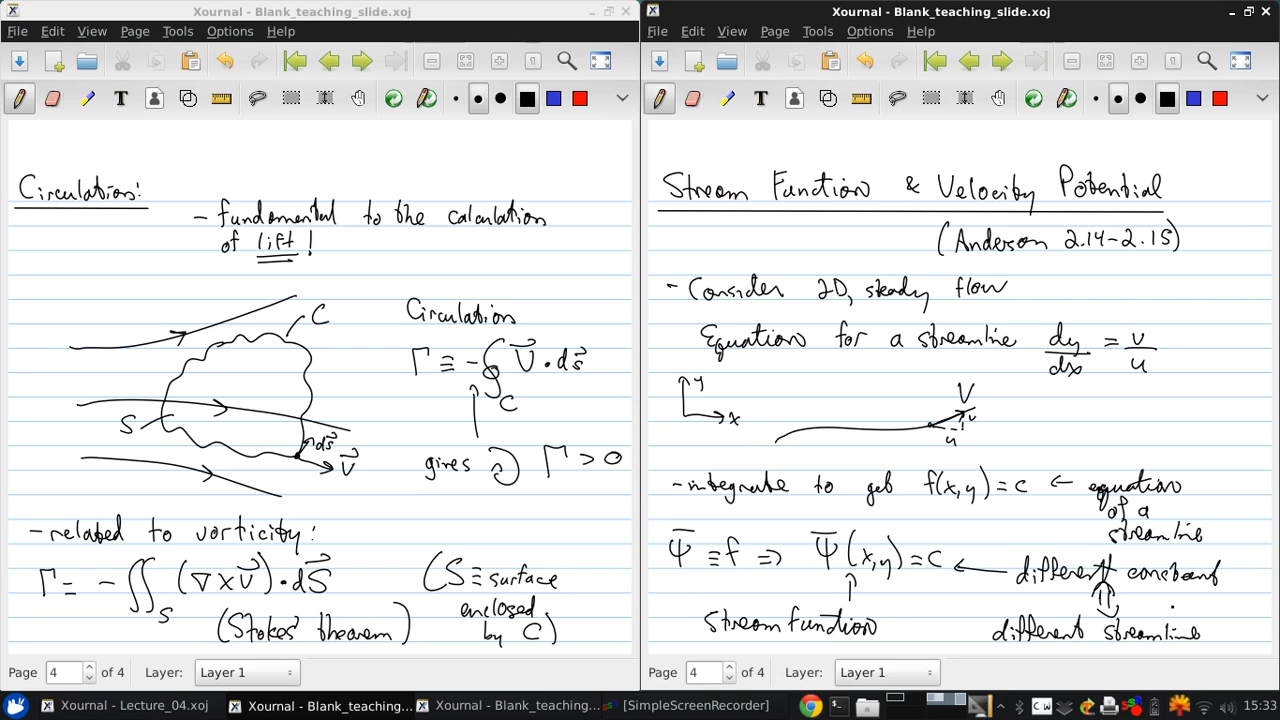 Xournal - Blank_teaching_slide.xoj
File Edit View Page Tools Options Help
Circulation:
- fundamental to the calculation
of lift!
C
S
ds
V
Circulation
Γ ≡ -∮ V⃗ · ds⃗
C
gives Γ > 0
- related to vorticity:
Γ = - ∬ (∇ x V⃗) · dS⃗
S
(Stokes' theorem)
(S ≡ surface
enclosed
by C)
Page 4 of 4 Layer: Layer 1
Xournal - Blank_teaching_slide.xoj
File Edit View Page Tools Options Help
Stream Function & Velocity Potential
(Anderson 2.14-2.15)
- Consider 2D, steady flow
Equation for a streamline dy/dx = v/u
y
x
V
v
u
- integrate to get f(x,y) = c ← equation
of a
streamline
Ψ̅ ≡ f ⇒ Ψ̅(x,y) = c ← different constant
⇕
stream function different streamline
Page 4 of 4 Layer: Layer 1
Xournal - Lecture_04.xoj Xournal - Blank_teaching... Xournal - Blank_teaching... [SimpleScreenRecorder] 15:33